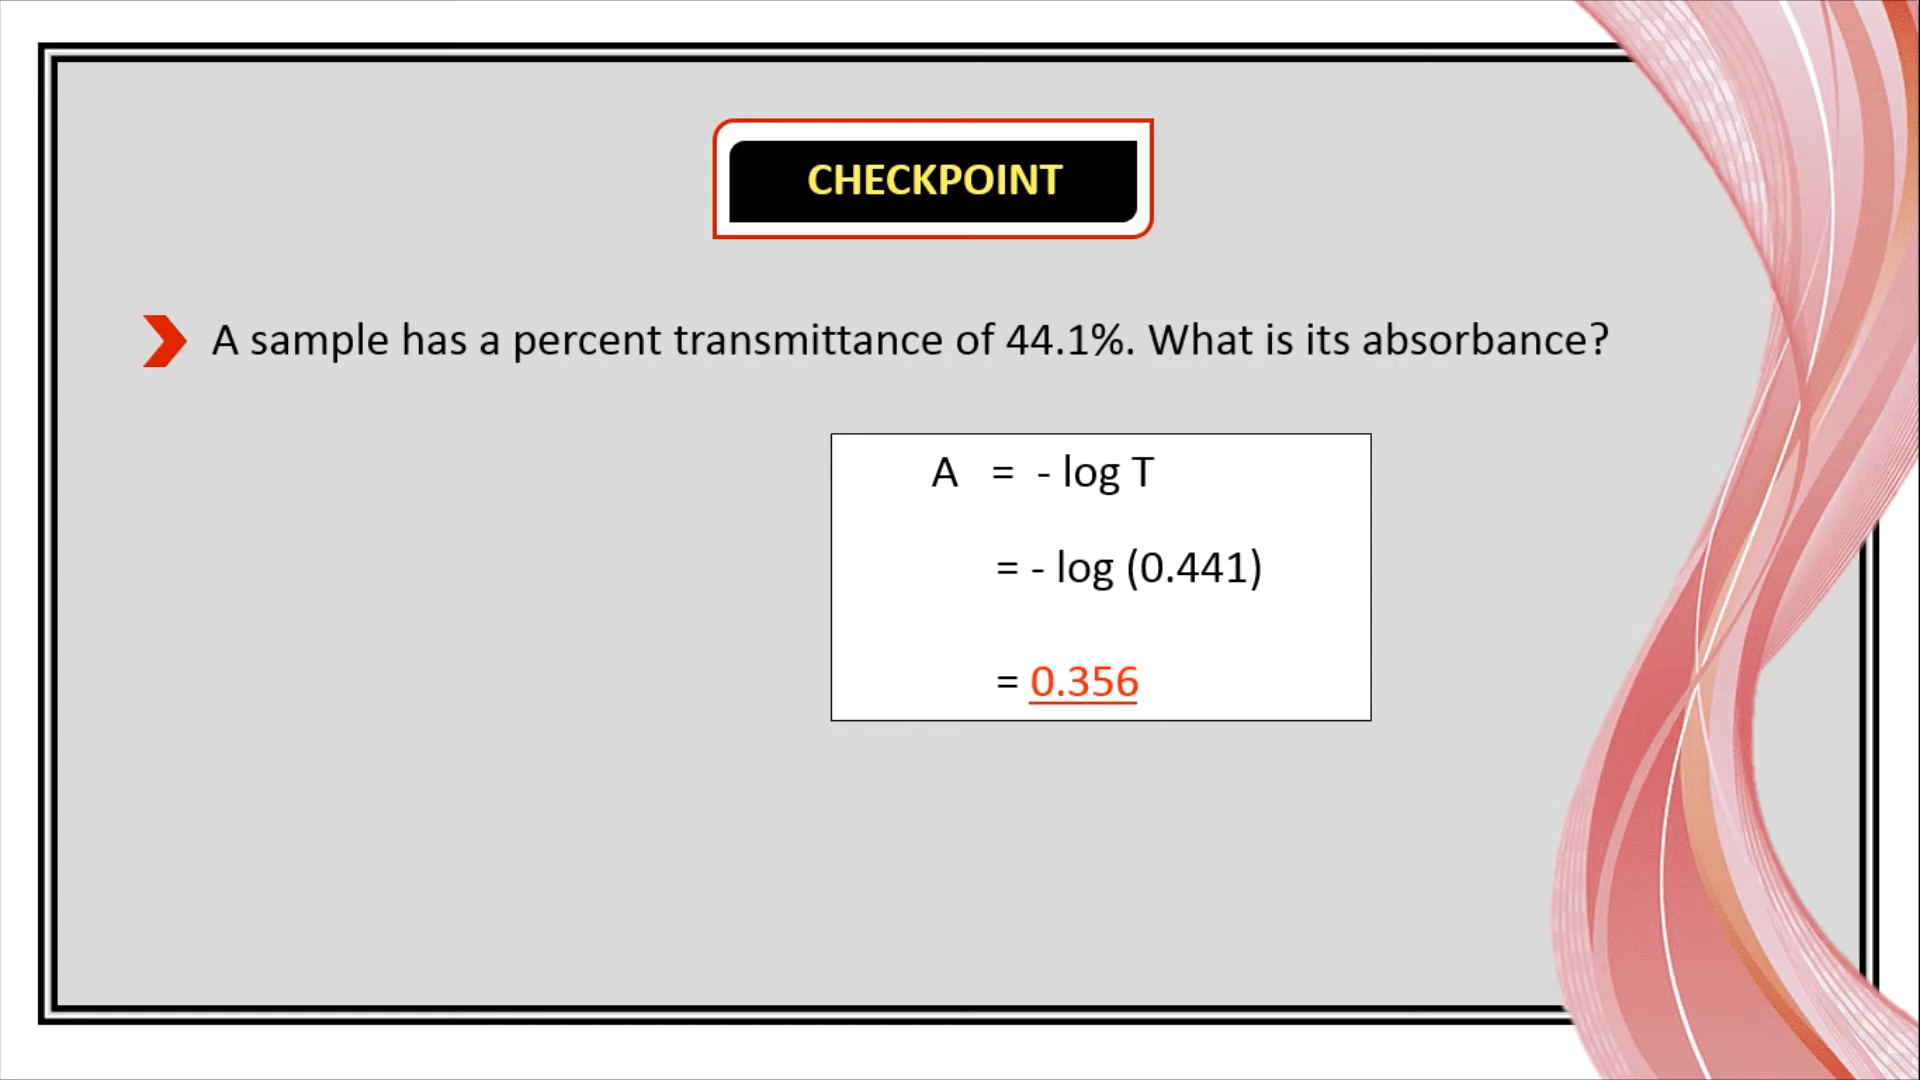 CHECKPOINT
A sample has a percent transmittance of 44.1%. What is its absorbance?
A = - log T
= - log (0.441)
= 0.356